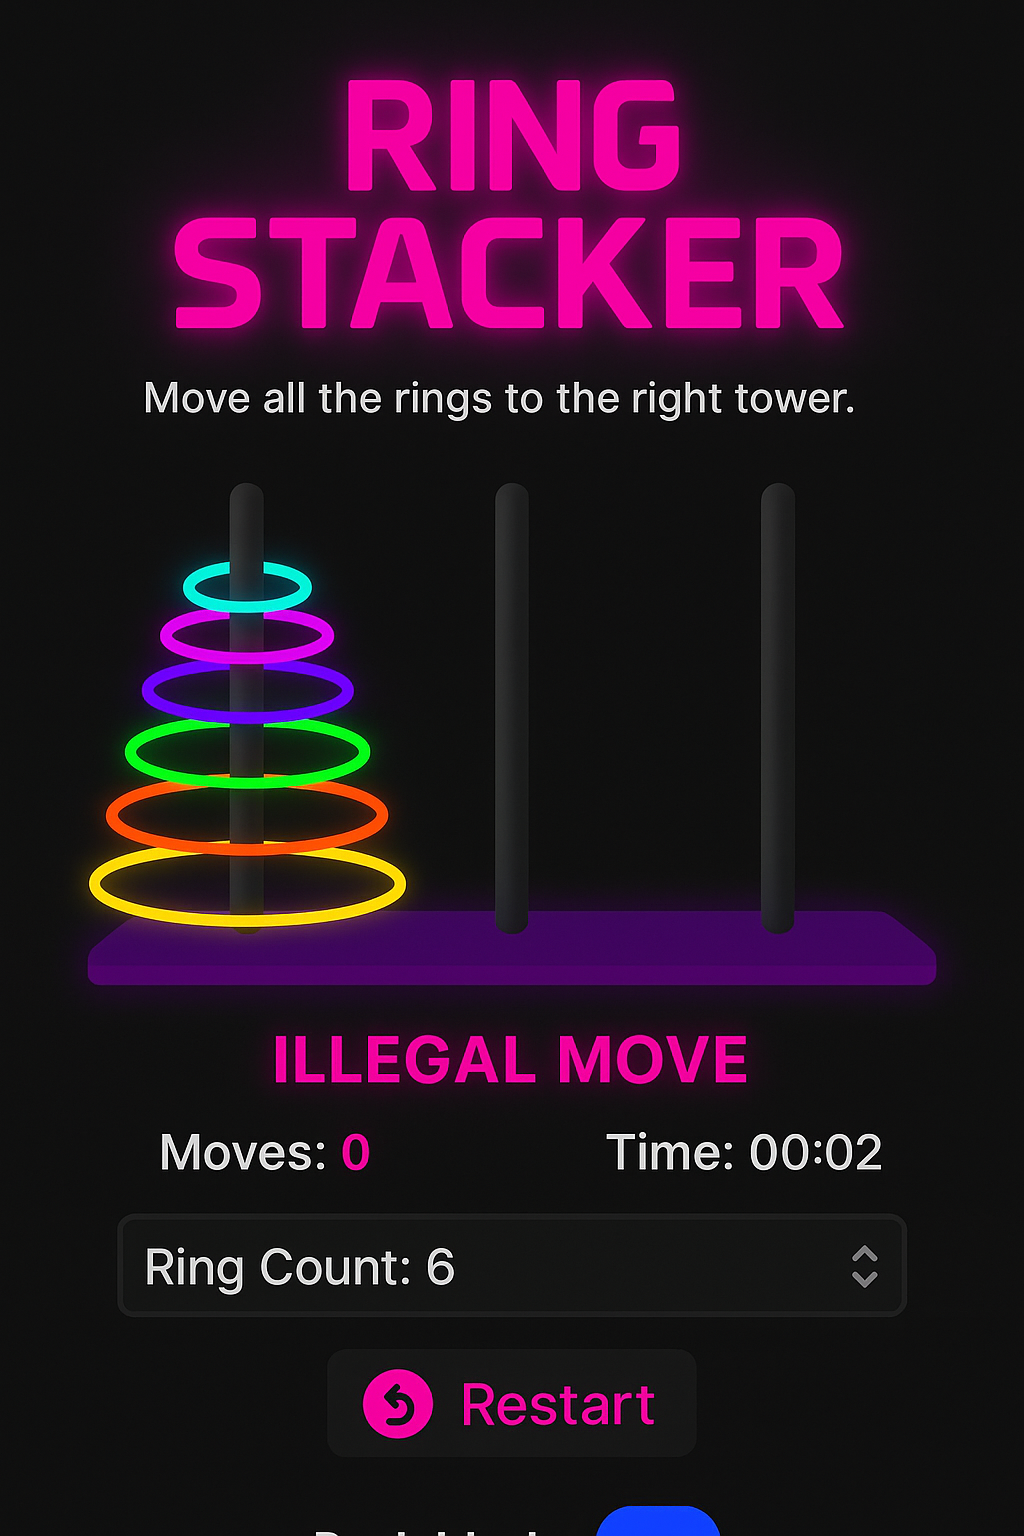 RING
STACKER
Move all the rings to the right tower.
ILLEGAL MOVE
Moves: 0
Time: 00:02
Ring Count: 6
Restart